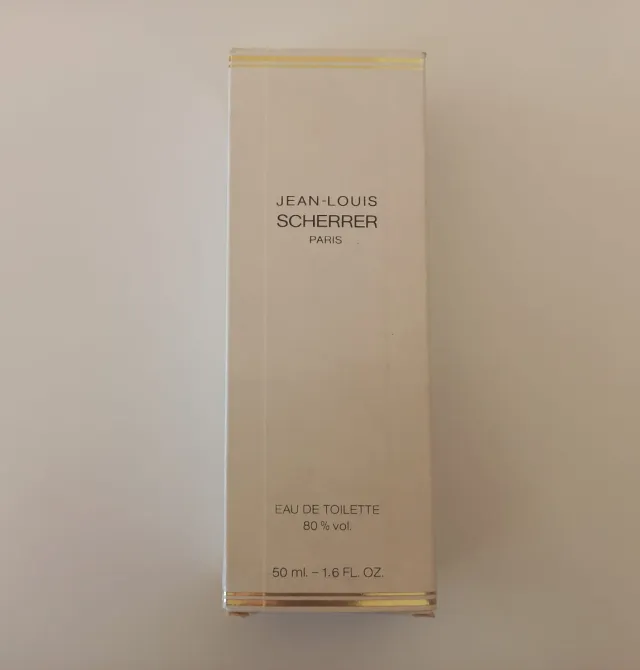 JEAN-LOUIS
SCHERRER
PARIS
EAU DE TOILETTE
80 % vol.
50 ml. – 1.6 FL. OZ.